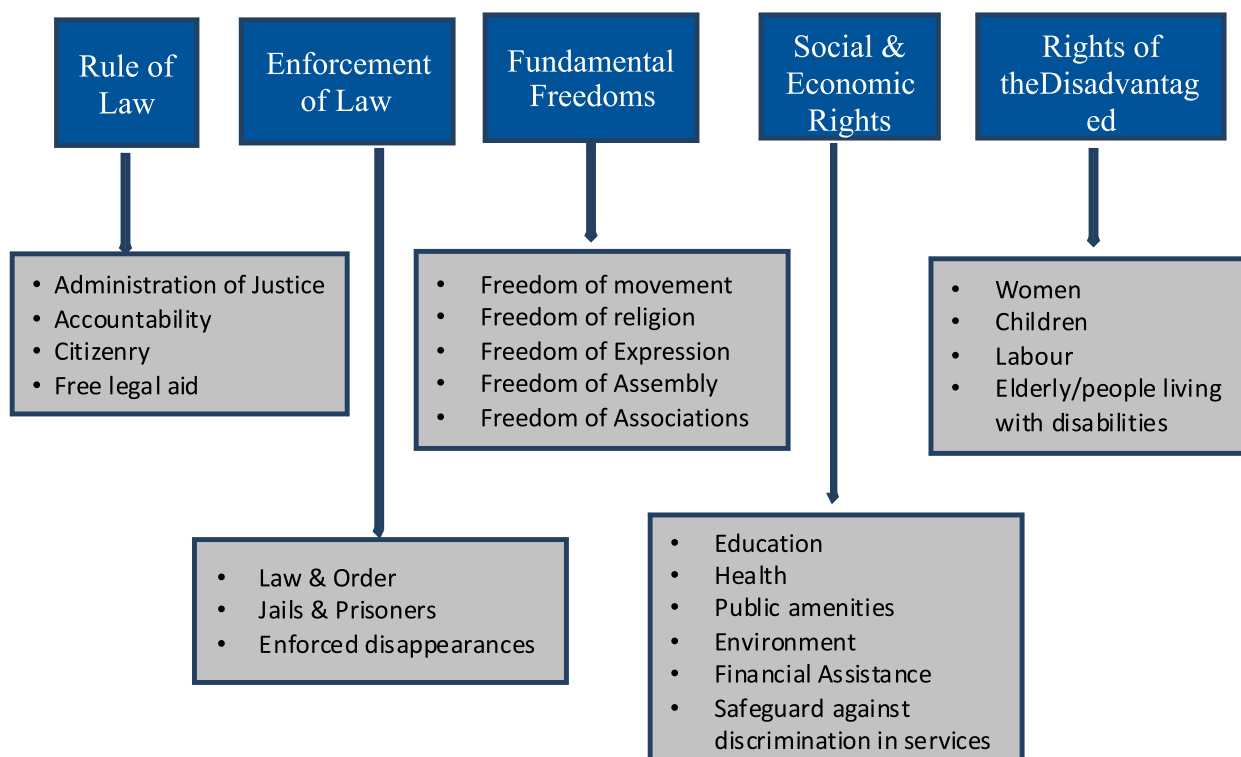 Rule of
Law
Enforcement
of Law
Fundamental
Freedoms
Social &
Economic
Rights
Rights of
theDisadvantag
ed
• Administration of Justice
• Accountability
• Citizenry
• Free legal aid
• Freedom of movement
• Freedom of religion
• Freedom of Expression
• Freedom of Assembly
• Freedom of Associations
• Women
• Children
• Labour
• Elderly/people living
with disabilities
• Law & Order
• Jails & Prisoners
• Enforced disappearances
• Education
• Health
• Public amenities
• Environment
• Financial Assistance
• Safeguard against
discrimination in services